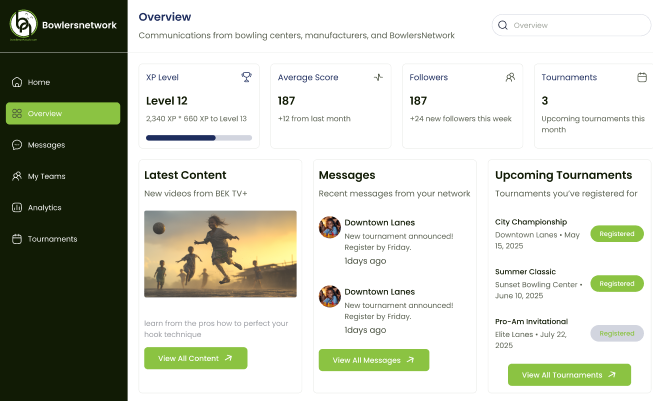 Bowlersnetwork
Home
Overview
Messages
My Teams
Analytics
Tournaments
Overview
Communications from bowling centers, manufacturers, and BowlersNetwork
Overview
XP Level
Level 12
2,340 XP * 660 XP to Level 13
Average Score
187
+12 from last month
Followers
187
+24 new followers this week
Tournaments
3
Upcoming tournaments this
month
Latest Content
New videos from BEK TV+
learn from the pros how to perfect your
hook technique
View All Content
Messages
Recent messages from your network
Downtown Lanes
New tournament announced!
Register by Friday.
1days ago
Downtown Lanes
New tournament announced!
Register by Friday.
1days ago
View All Messages
Upcoming Tournaments
Tournaments you've registered for
City Championship
Downtown Lanes • May
15, 2025
Registered
Summer Classic
Sunset Bowling Center •
June 10, 2025
Registered
Pro-Am Invitational
Elite Lanes • July 22,
2025
Registered
View All Tournaments